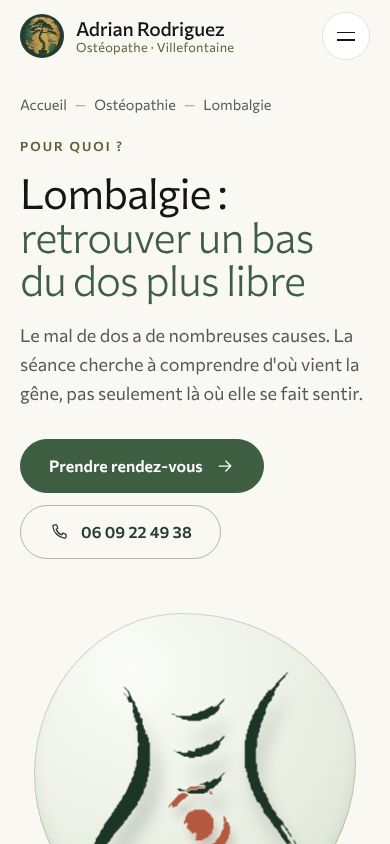 Adrian Rodriguez
Ostéopathe · Villefontaine
Accueil — Ostéopathie — Lombalgie
POUR QUOI ?
Lombalgie :
retrouver un bas
du dos plus libre
Le mal de dos a de nombreuses causes. La
séance cherche à comprendre d'où vient la
gêne, pas seulement là où elle se fait sentir.
Prendre rendez-vous →
06 09 22 49 38